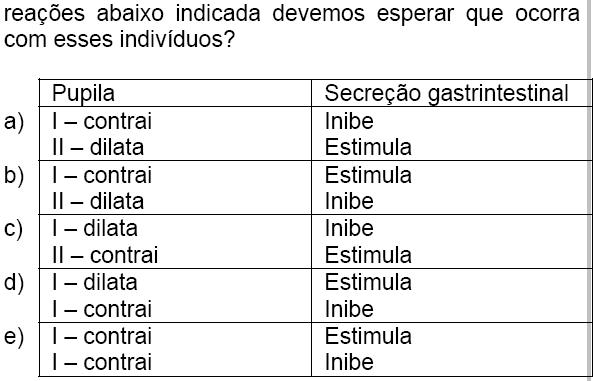 reações abaixo indicada devemos esperar que ocorra
com esses indivíduos?
Pupila Secreção gastrintestinal
a) I – contrai Inibe
II – dilata Estimula
b) I – contrai Estimula
II – dilata Inibe
c) I – dilata Inibe
II – contrai Estimula
d) I – dilata Estimula
I – contrai Inibe
e) I – contrai Estimula
I – contrai Inibe